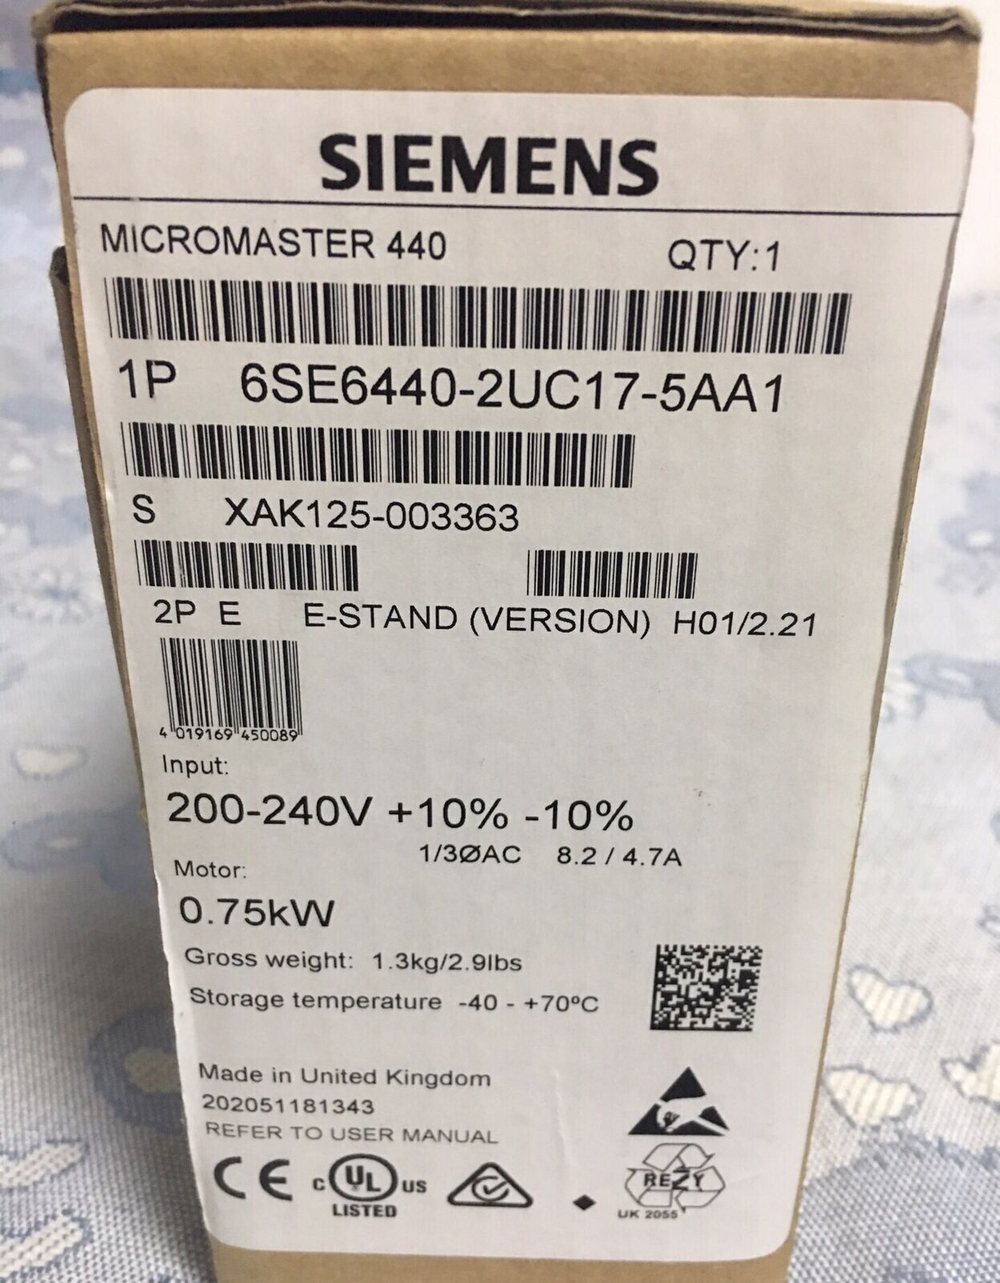 SIEMENS
MICROMASTER 440 QTY:1
1P 6SE6440-2UC17-5AA1
S XAK125-003363
2P E E-STAND (VERSION) H01/2.21
4 019169 450089
Input:
200-240V +10% -10%
1/3ØAC 8.2 / 4.7A
Motor:
0.75kW
Gross weight: 1.3kg/2.9lbs
Storage temperature -40 - +70ºC
Made in United Kingdom
202051181343
REFER TO USER MANUAL
CE c UL us
LISTED
RE2Y
UK 2055